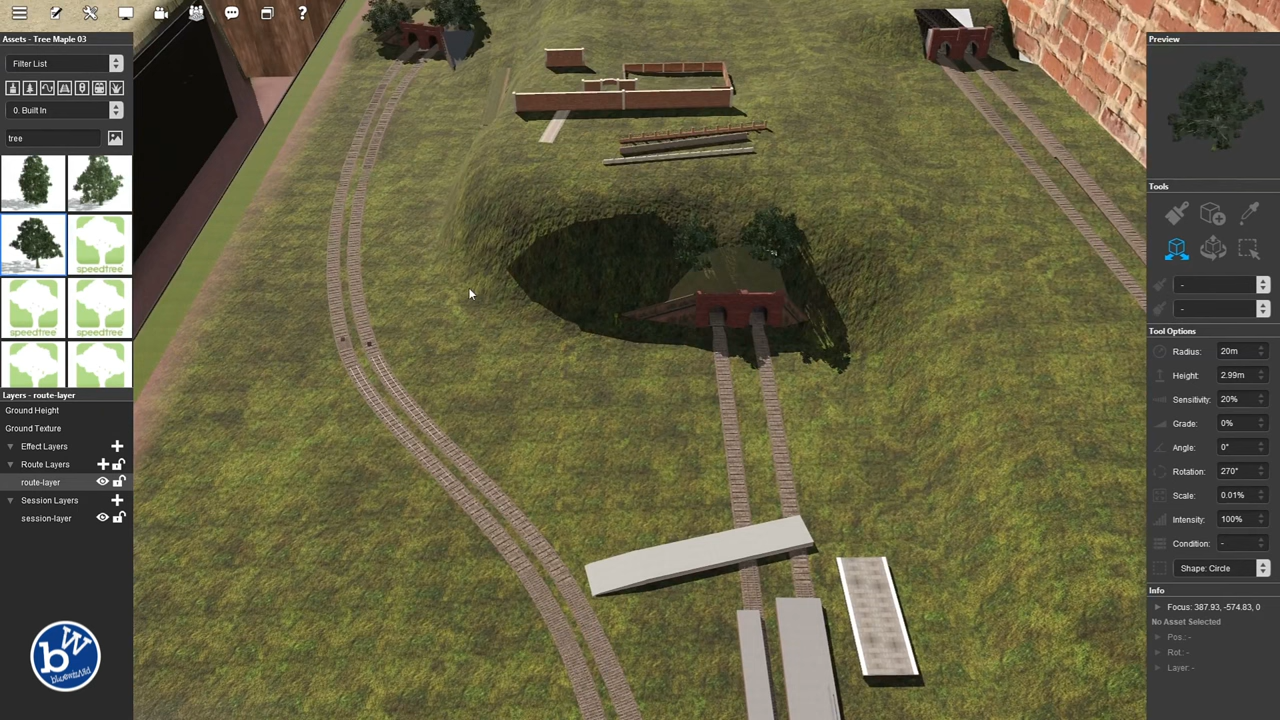 Assets - Tree Maple 03
Filter List
0. Built In
tree
speedtree
speedtree
speedtree
Layers - route-layer
Ground Height
Ground Texture
Effect Layers
Route Layers
route-layer
Session Layers
session-layer
bw
bluewizard
Preview
Tools
-
-
Tool Options
Radius: 20m
Height: 2.99m
Sensitivity: 20%
Grade: 0%
Angle: 0°
Rotation: 270°
Scale: 0.01%
Intensity: 100%
Condition: -
Shape: Circle
Info
Focus: 387.93, -574.83, 0
No Asset Selected
Pos.: -
Rot.: -
Layer: -